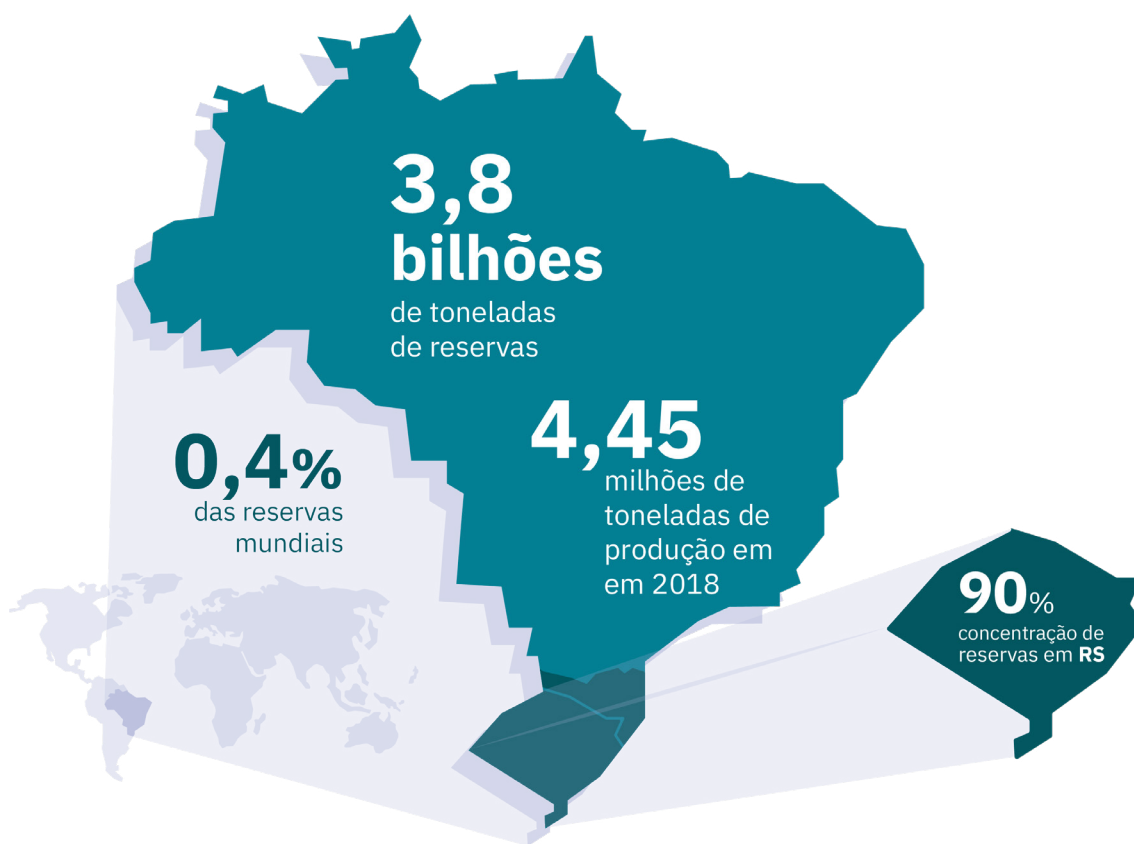 3,8
bilhões
de toneladas
de reservas
4,45
milhões de
toneladas de
produção em
em 2018
0,4%
das reservas
mundiais
90%
concentração de
reservas em RS